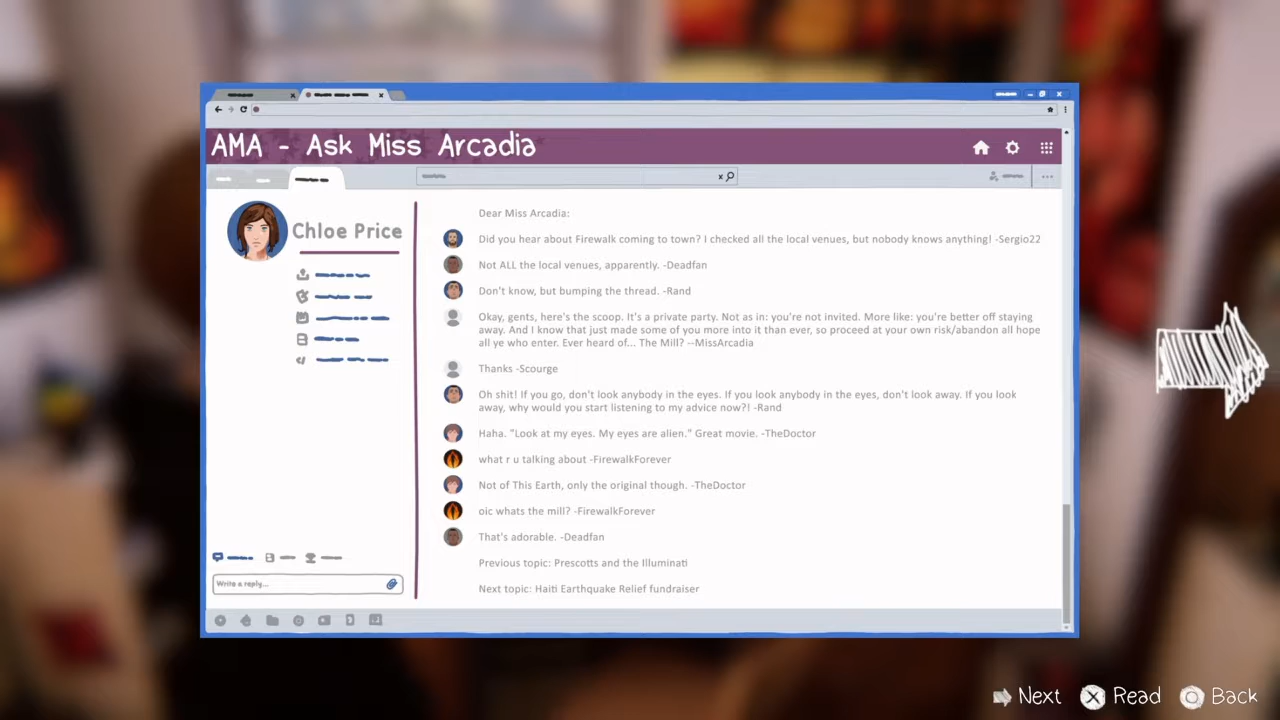 AMA - Ask Miss Arcadia
Chloe Price
Dear Miss Arcadia:
Did you hear about Firewalk coming to town? I checked all the local venues, but nobody knows anything! -Sergio22
Not ALL the local venues, apparently. -Deadfan
Don't know, but bumping the thread. -Rand
Okay, gents, here's the scoop. It's a private party. Not as in: you're not invited. More like: you're better off staying
away. And I know that just made some of you more into it than ever, so proceed at your own risk/abandon all hope
all ye who enter. Ever heard of... The Mill? --MissArcadia
Thanks -Scourge
Oh shit! If you go, don't look anybody in the eyes. If you look anybody in the eyes, don't look away. If you look
away, why would you start listening to my advice now?! -Rand
Haha. "Look at my eyes. My eyes are alien." Great movie. -TheDoctor
what r u talking about -FirewalkForever
Not of This Earth, only the original though. -TheDoctor
oic whats the mill? -FirewalkForever
That's adorable. -Deadfan
Previous topic: Prescotts and the Illuminati
Next topic: Haiti Earthquake Relief fundraiser
Write a reply...
Next
X Read
Back